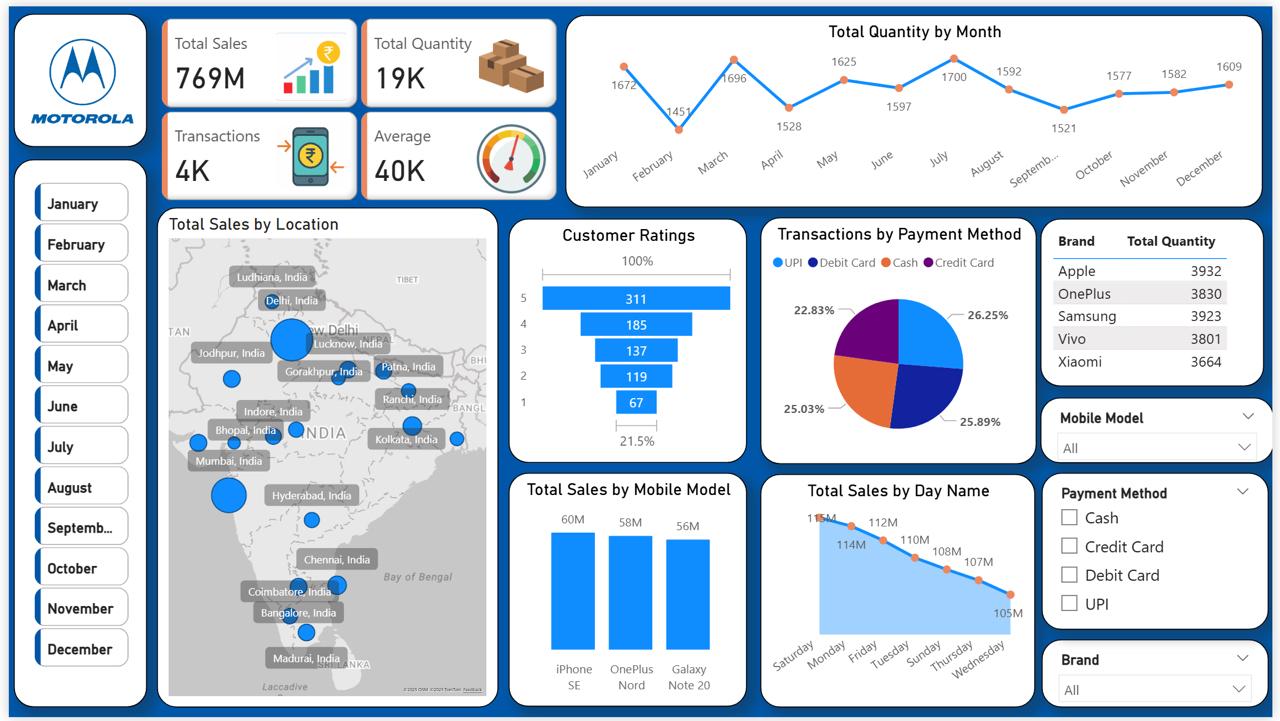 MOTOROLA
Total Sales
769M
Total Quantity
19K
Transactions
4K
Average
40K
Total Quantity by Month
1672
1451
1696
1528
1625
1597
1700
1592
1521
1577
1582
1609
January
February
March
April
May
June
July
August
Septemb...
October
November
December
January
February
March
April
May
June
July
August
Septemb...
October
November
December
Total Sales by Location
TIBET
Ludhiana, India
Delhi, India
TAN
ew Delhi
Lucknow, India
Jodhpur, India
BHU
Gorakhpur, India
Patna, India
Ranchi, India
BANGL
Indore, India
Bhopal, India
INDIA
Kolkata, India
Mumbai, India
Hyderabad, India
Chennai, India
Bay of Bengal
Coimbatore, India
Bangalore, India
Madurai, India
SRI LANKA
Laccadive
Customer Ratings
100%
5 311
4 185
3 137
2 119
1 67
21.5%
Transactions by Payment Method
UPI Debit Card Cash Credit Card
22.83%
26.25%
25.03%
25.89%
Brand Total Quantity
Apple 3932
OnePlus 3830
Samsung 3923
Vivo 3801
Xiaomi 3664
Mobile Model
All
Total Sales by Mobile Model
60M
58M
56M
iPhone
SE
OnePlus
Nord
Galaxy
Note 20
Total Sales by Day Name
115M
114M
112M
110M
108M
107M
105M
Saturday
Monday
Friday
Tuesday
Sunday
Thursday
Wednesday
Payment Method
Cash
Credit Card
Debit Card
UPI
Brand
All